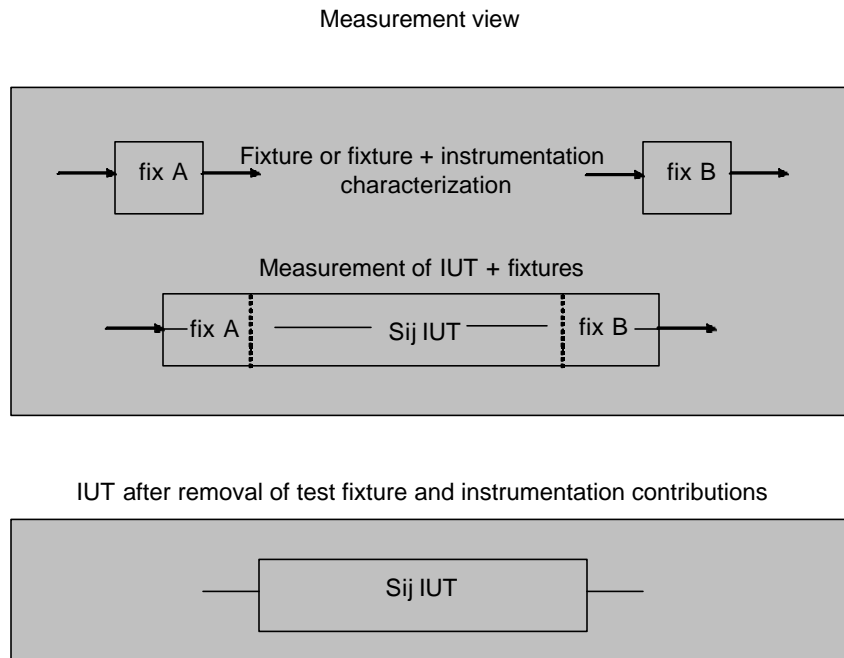 Measurement view
fix A
Fixture or fixture + instrumentation
characterization
fix B
Measurement of IUT + fixtures
fix A
Sij IUT
fix B
IUT after removal of test fixture and instrumentation contributions
Sij IUT